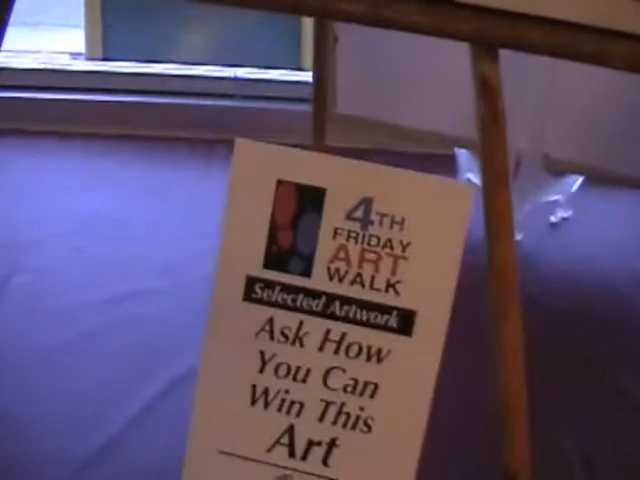 4TH
FRIDAY
ART
WALK
Selected Artwork
Ask How
You Can
Win This
Art